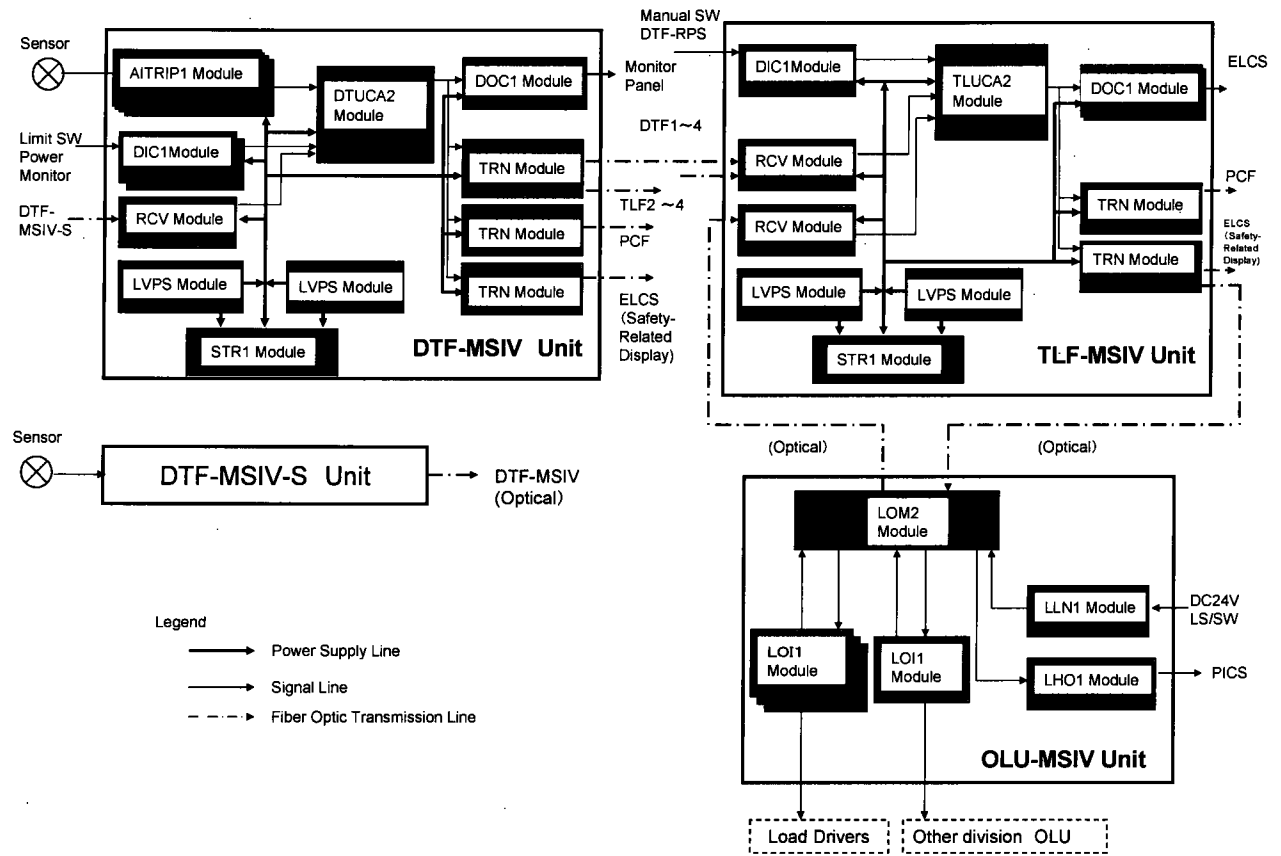 Sensor
AITRIP1 Module
DTUCA2
Module
DOC1 Module
Monitor
Panel
Limit SW
Power
Monitor
DIC1Module
TRN Module
DTF-
MSIV-S
RCV Module
TLF2 ~4
TRN Module
PCF
LVPS Module
LVPS Module
TRN Module
ELCS
(Safety-
Related
Display)
STR1 Module
DTF-MSIV Unit
Manual SW
DTF-RPS
DIC1Module
TLUCA2
Module
DOC1 Module
ELCS
DTF1~4
RCV Module
RCV Module
TRN Module
PCF
TRN Module
ELCS
(Safety-
Related
Display)
LVPS Module
LVPS Module
STR1 Module
TLF-MSIV Unit
(Optical)
(Optical)
Sensor
DTF-MSIV-S Unit
DTF-MSIV
(Optical)
LOM2
Module
LLN1 Module
DC24V
LS/SW
LOI1
Module
LOI1
Module
LHO1 Module
PICS
OLU-MSIV Unit
Load Drivers
Other division OLU
Legend
Power Supply Line
Signal Line
Fiber Optic Transmission Line